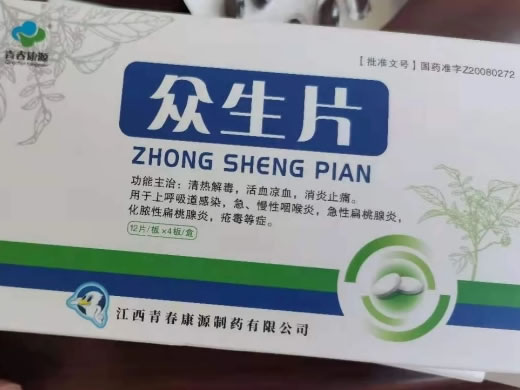 青春康源
【批准文号】国药准字Z20080272
众生片
ZHONG SHENG PIAN
功能主治：清热解毒，活血凉血，消炎止痛。
用于上呼吸道感染，急、慢性咽喉炎，急性扁桃腺炎，
化脓性扁桃腺炎，疮毒等症。
12片/板×4板/盒
江西青春康源制药有限公司